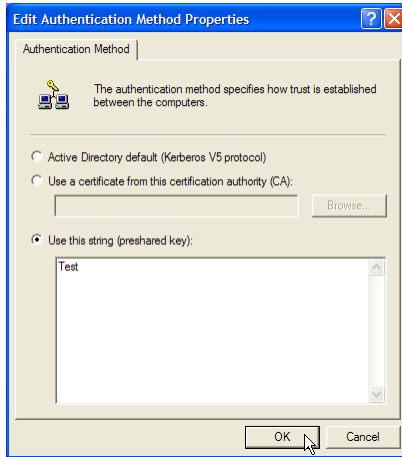 Edit Authentication Method Properties
Authentication Method
The authentication method specifies how trust is established
between the computers.
Active Directory default (Kerberos V5 protocol)
Use a certificate from this certification authority (CA):
Browse...
Use this string (preshared key):
Test
OK
Cancel